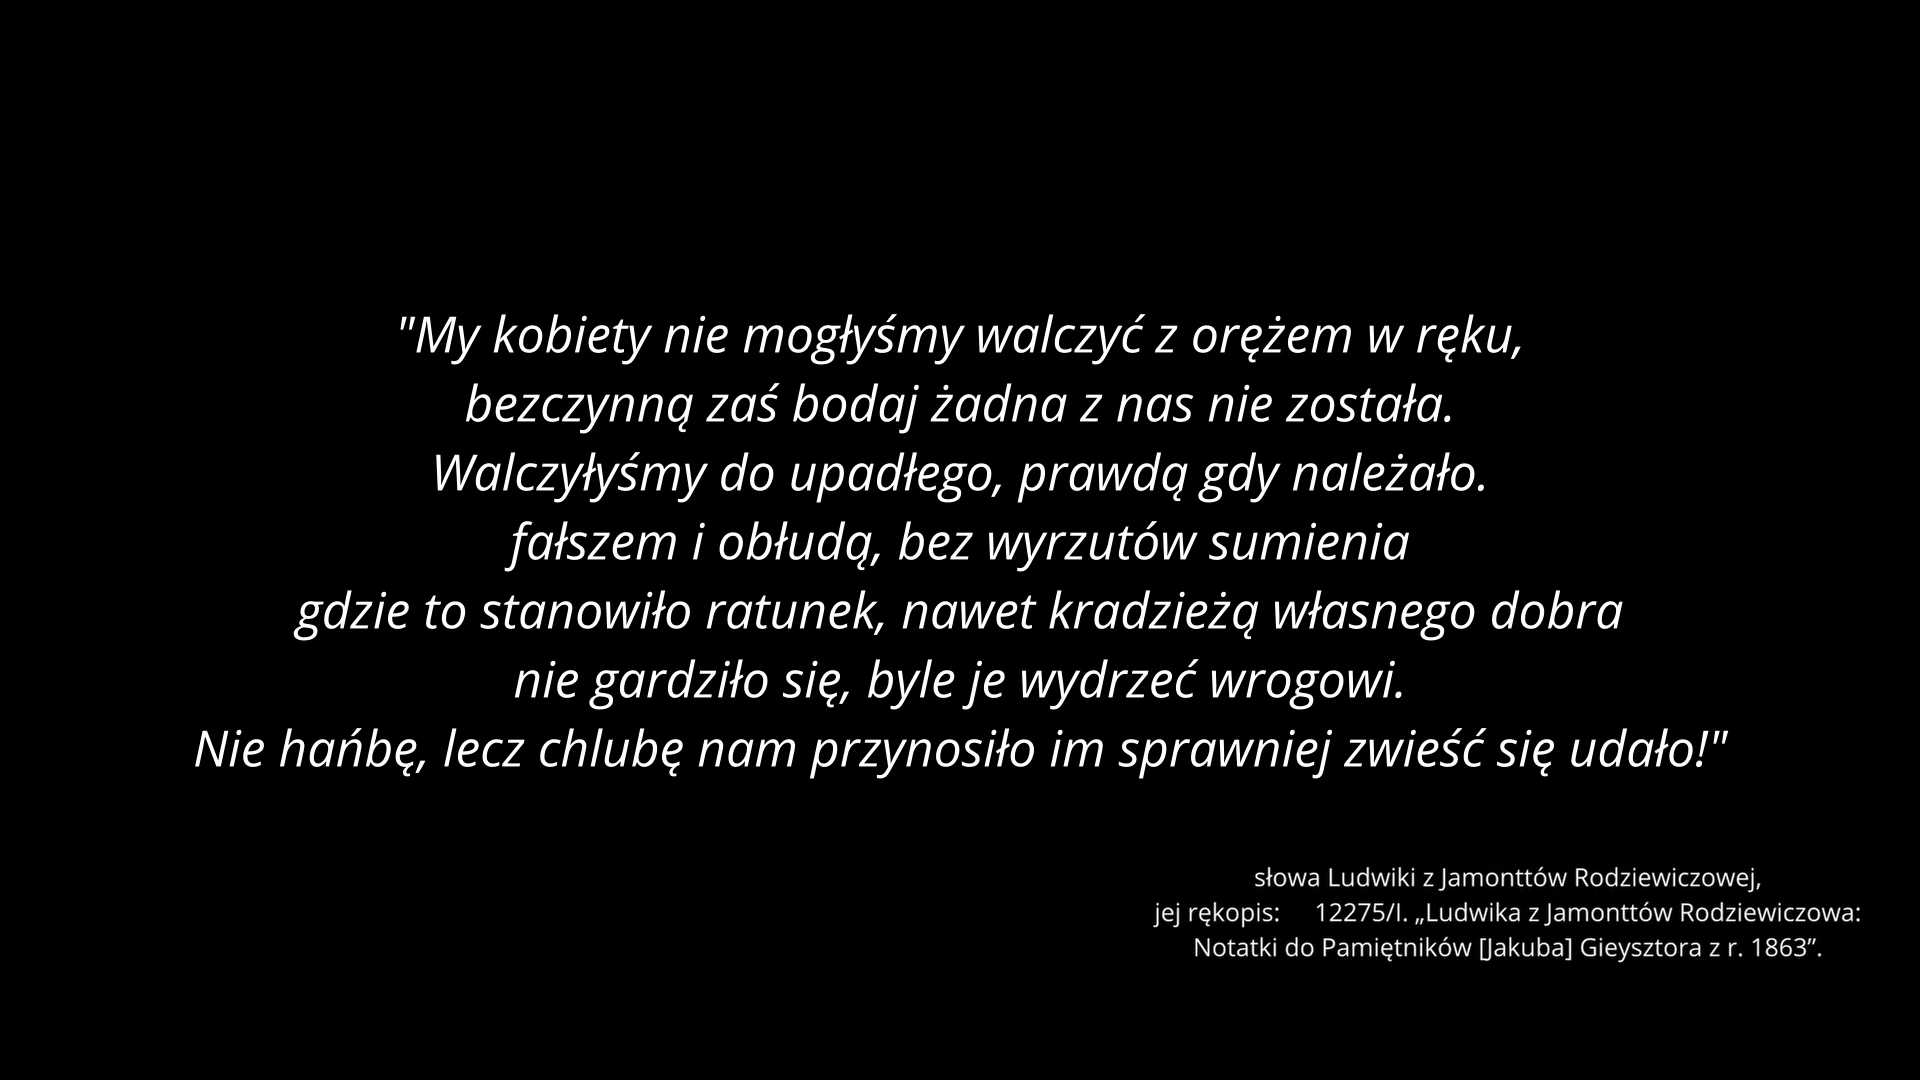 "My kobiety nie mogłyśmy walczyć z orężem w ręku,
bezczynną zaś bodaj żadna z nas nie została.
Walczyłyśmy do upadłego, prawdą gdy należało.
fałszem i obłudą, bez wyrzutów sumienia
gdzie to stanowiło ratunek, nawet kradzieżą własnego dobra
nie gardziło się, byle je wydrzeć wrogowi.
Nie hańbę, lecz chlubę nam przynosiło im sprawniej zwieść się udało!"
słowa Ludwiki z Jamonttów Rodziewiczowej,
jej rękopis: 12275/I. „Ludwika z Jamonttów Rodziewiczowa:
Notatki do Pamiętników [Jakuba] Gieysztora z r. 1863”.